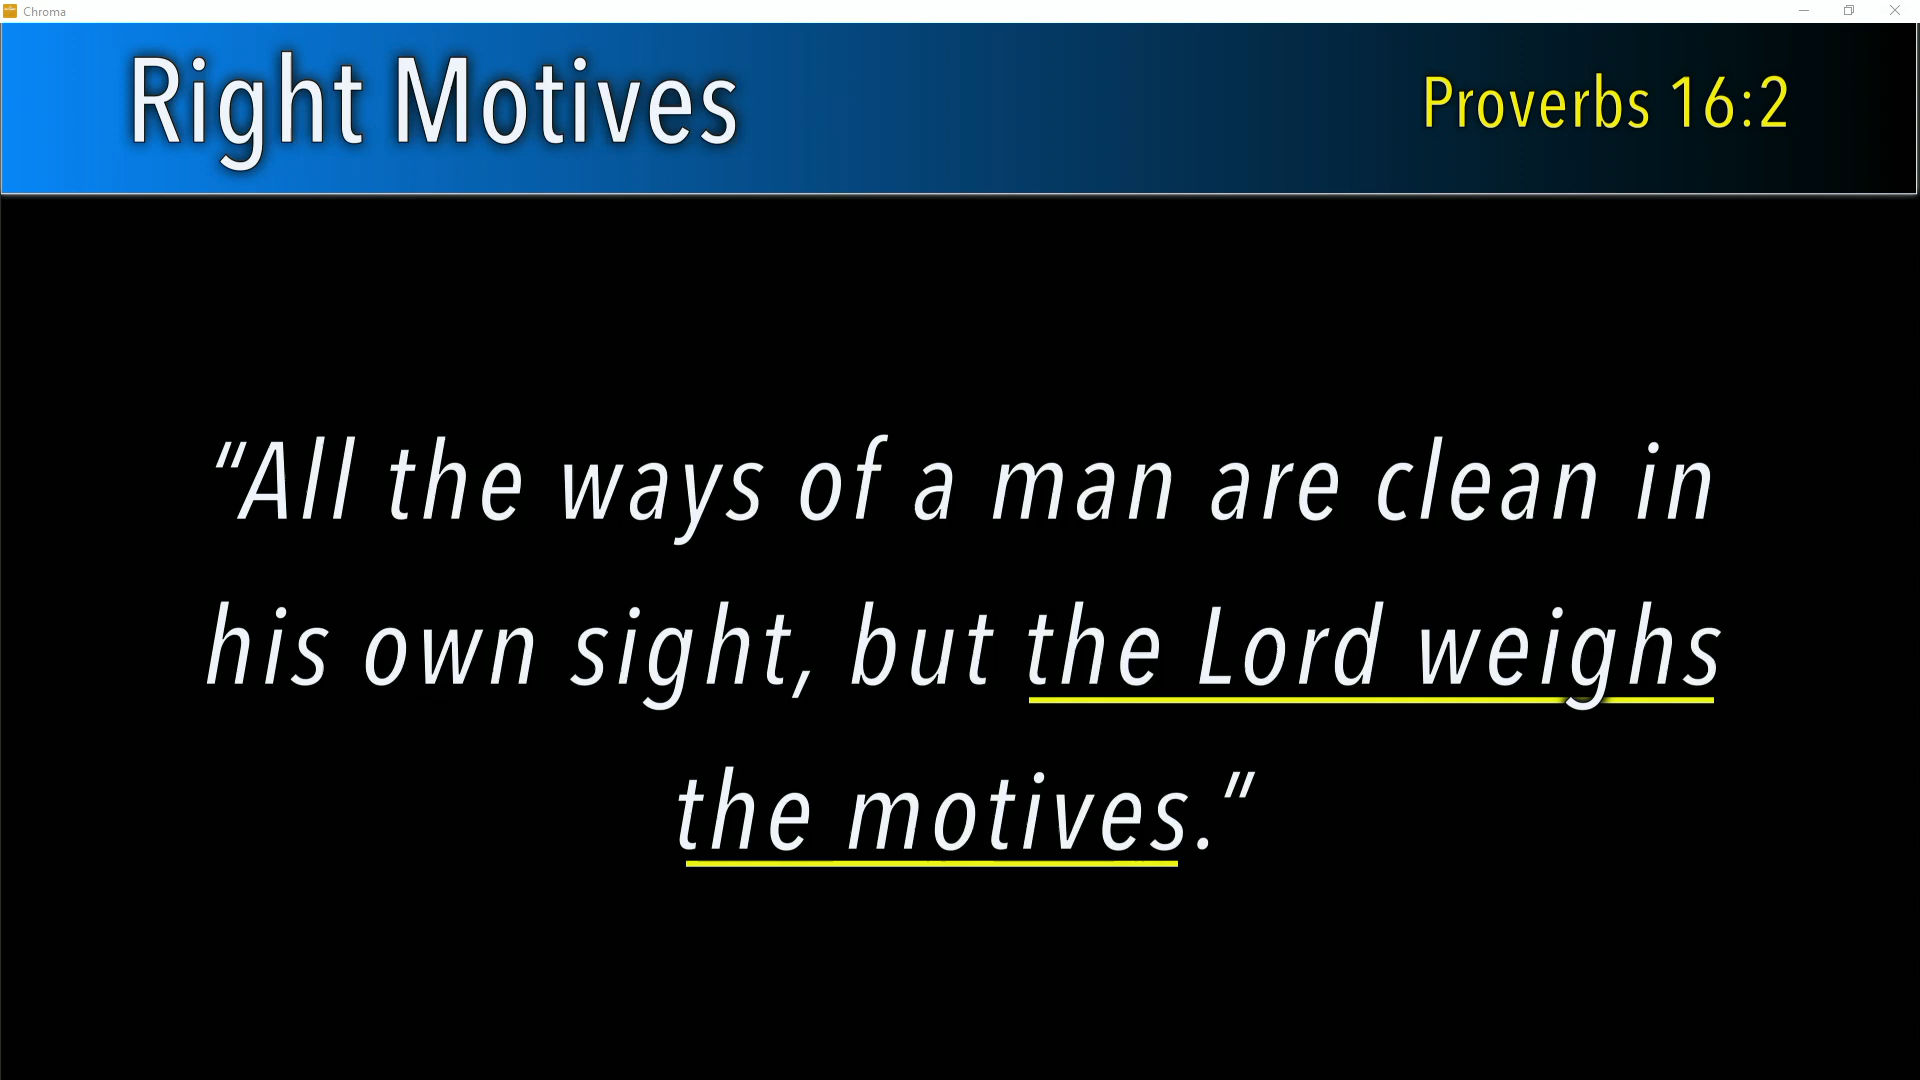 Chroma
Right Motives
Proverbs 16:2
“All the ways of a man are clean in
his own sight, but the Lord weighs
the motives.”